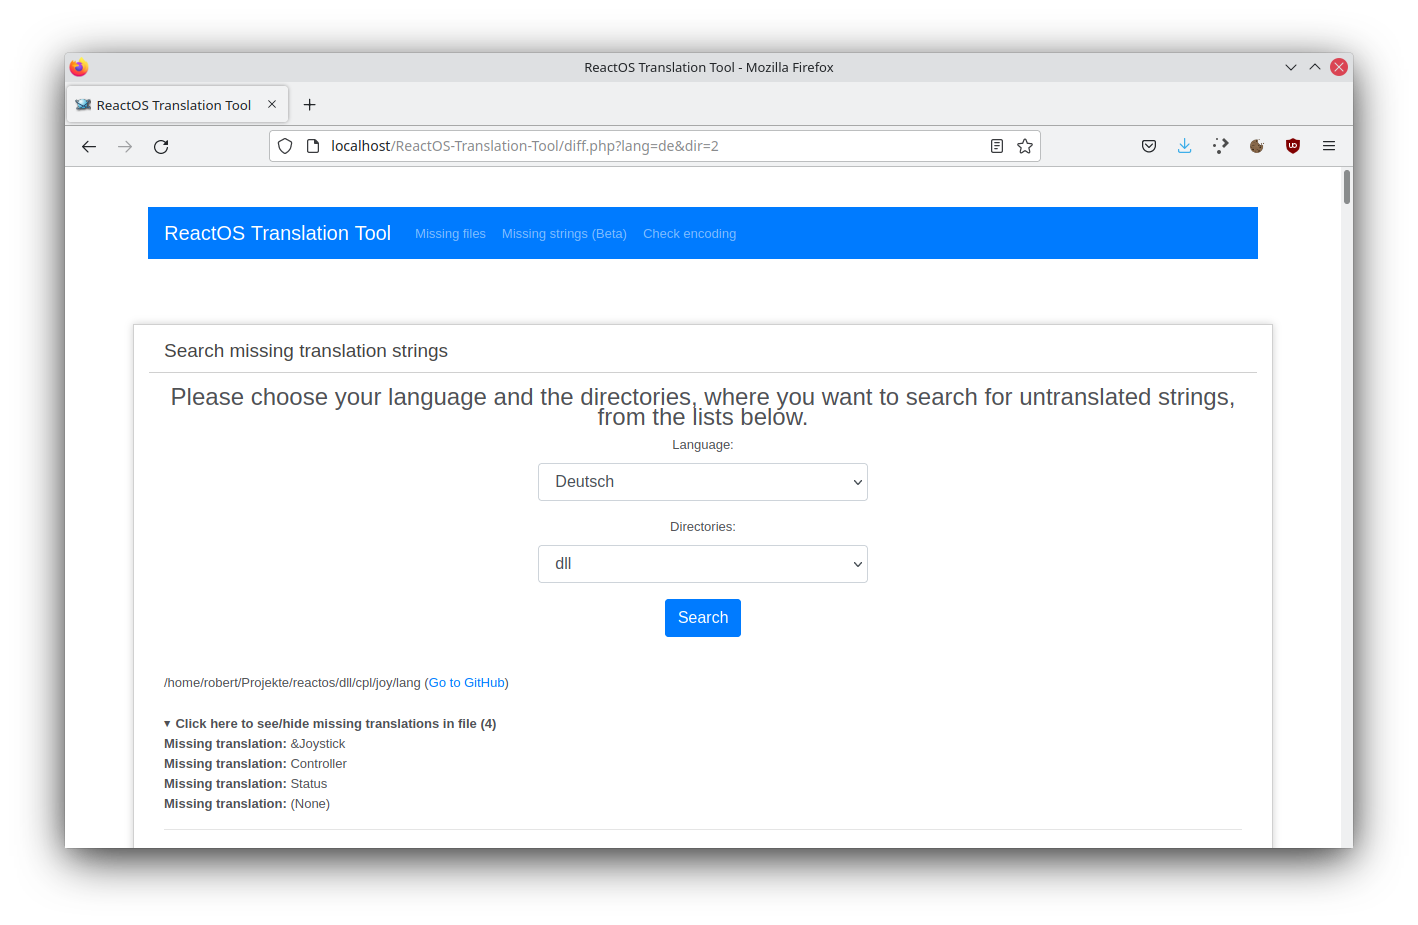 ReactOS Translation Tool - Mozilla Firefox
ReactOS Translation Tool
localhost/ReactOS-Translation-Tool/diff.php?lang=de&dir=2
ReactOS Translation Tool Missing files Missing strings (Beta) Check encoding
Search missing translation strings
Please choose your language and the directories, where you want to search for untranslated strings,
from the lists below.
Language:
Deutsch
Directories:
dll
Search
/home/robert/Projekte/reactos/dll/cpl/joy/lang (Go to GitHub)
▾ Click here to see/hide missing translations in file (4)
Missing translation: &Joystick
Missing translation: Controller
Missing translation: Status
Missing translation: (None)